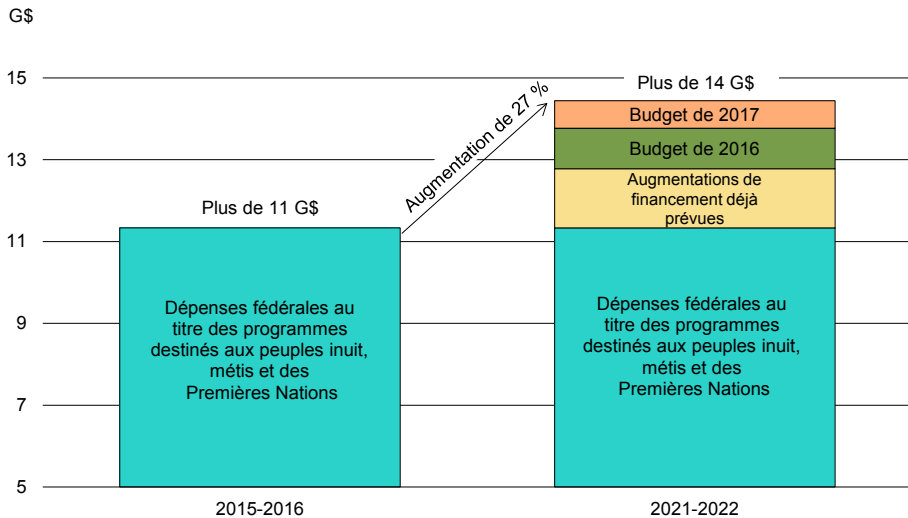 G$
15
13
11
9
7
5
Plus de 11 G$
Dépenses fédérales au
titre des programmes
destinés aux peuples inuit,
métis et des
Premières Nations
Augmentation de 27 %
Plus de 14 G$
Budget de 2017
Budget de 2016
Augmentations de
financement déjà
prévues
Dépenses fédérales au
titre des programmes
destinés aux peuples inuit,
métis et des
Premières Nations
2015-2016
2021-2022